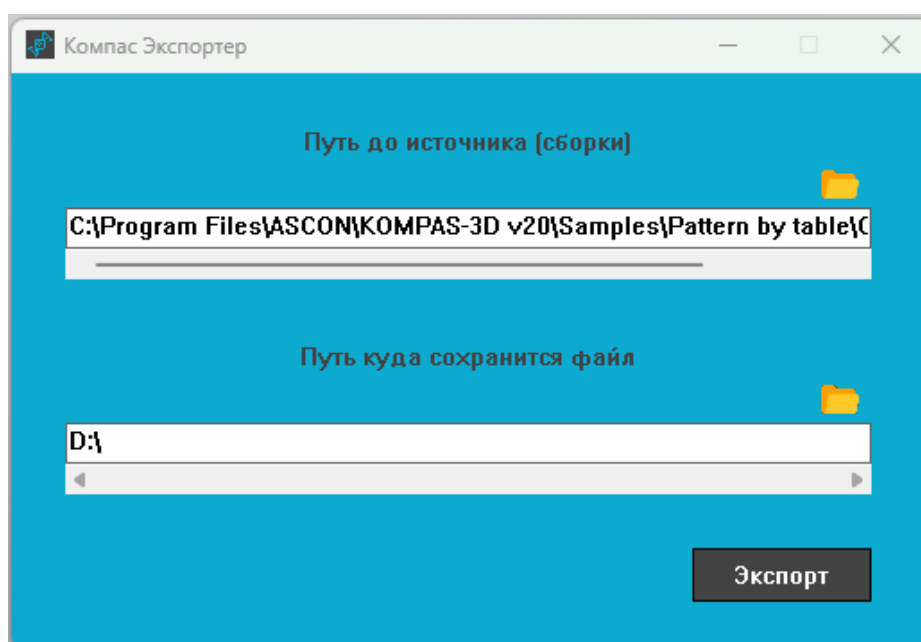 Компас Экспортер
Путь до источника (сборки)
C:\Program Files\ASCON\KOMPAS-3D v20\Samples\Pattern by table\
Путь куда сохранится файл
D:\
Экспорт